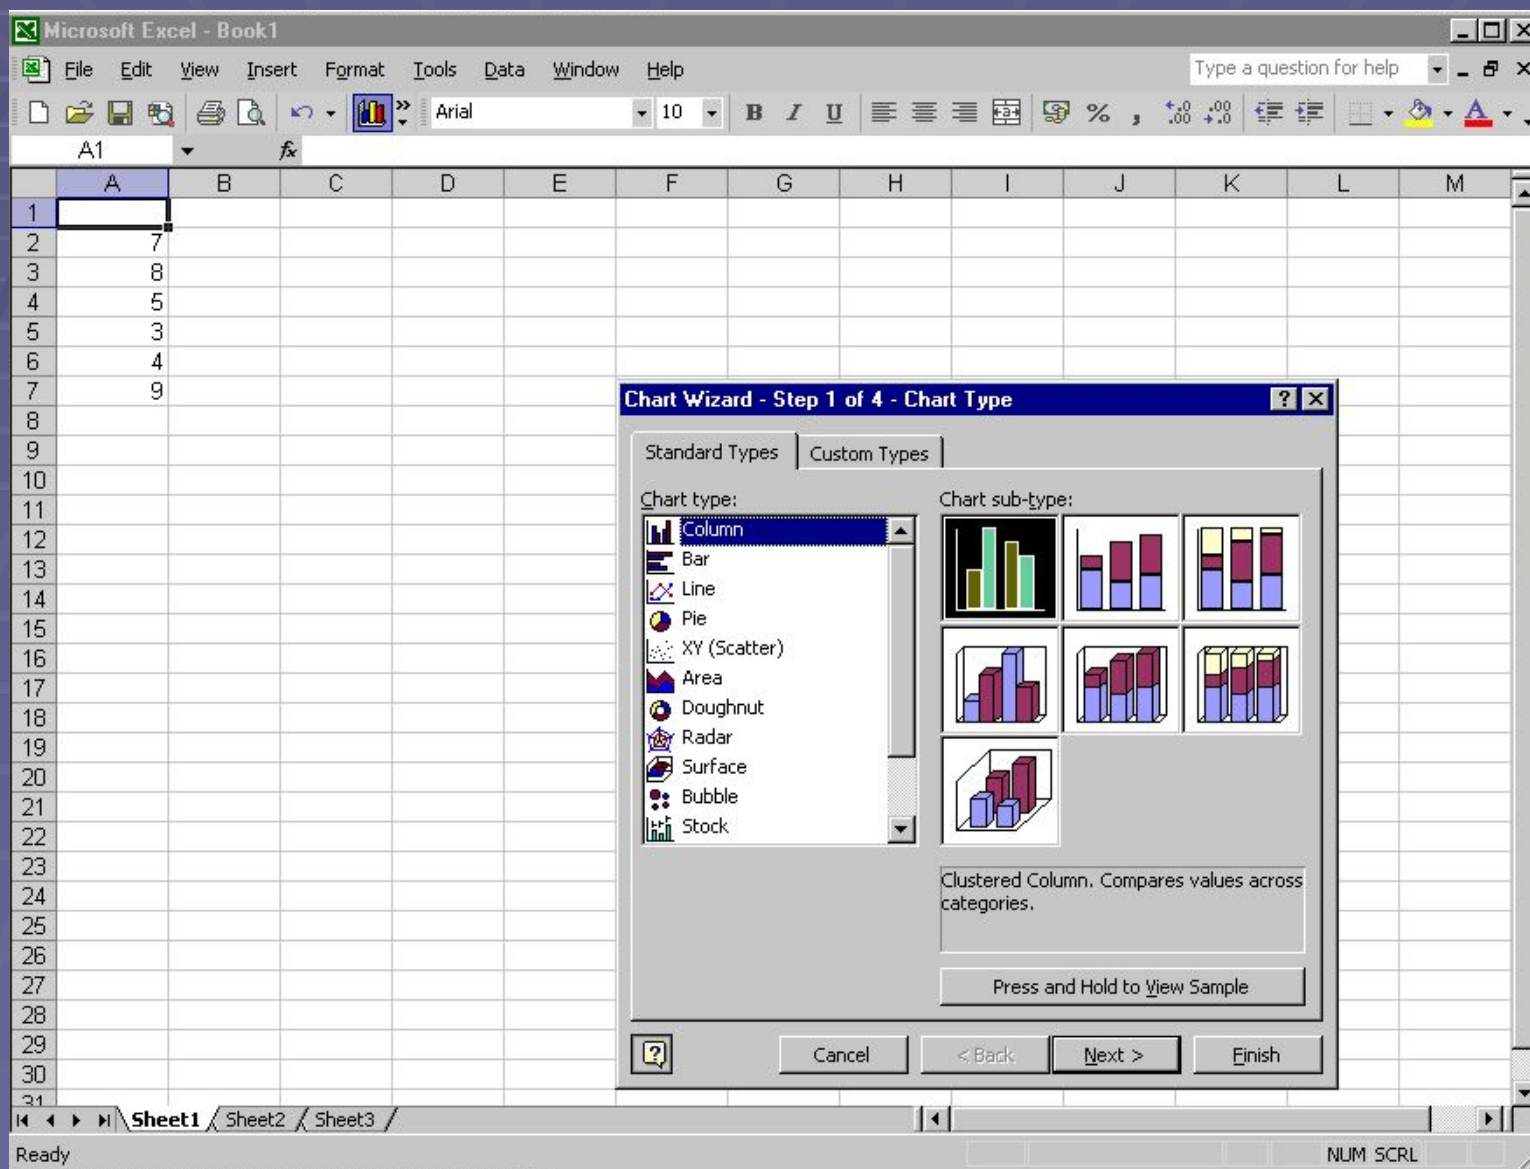 Microsoft Excel - Book1
File Edit View Insert Format Tools Data Window Help Type a question for help
Arial 10 B I U % , .00 .00 A
A1 fx
A B C D E F G H I J K L M
1
2 7
3 8
4 5
5 3
6 4
7 9
8
9
10
11
12
13
14
15
16
17
18
19
20
21
22
23
24
25
26
27
28
29
30
31
Chart Wizard - Step 1 of 4 - Chart Type
Standard Types Custom Types
Chart type: Chart sub-type:
Column
Bar
Line
Pie
XY (Scatter)
Area
Doughnut
Radar
Surface
Bubble
Stock
Clustered Column. Compares values across
categories.
Press and Hold to View Sample
Cancel < Back Next > Finish
Sheet1 Sheet2 Sheet3
Ready NUM SCRL